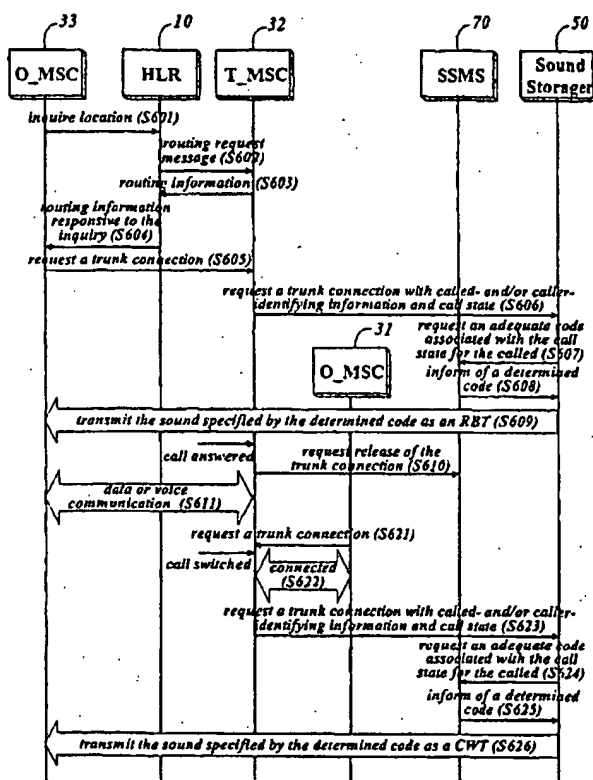 33
10
32
70
50
O_MSC
HLR
T_MSC
SSMS
Sound
Storager
inquire location (S601)
routing request
message (S602)
routing information (S603)
routing information
responsive to the
inquiry (S604)
request a trunk connection (S605)
request a trunk connection with called- and/or caller-
identifying information and call state (S606)
31
request an adequate code
associated with the call
state for the called (S607)
O_MSC
inform of a determined
code (S608)
transmit the sound specified by the determined code as an RBT (S609)
call answered
request release of the
trunk connection (S610)
data or voice
communication (S611)
request a trunk connection (S621)
call switched
connected
(S622)
request a trunk connection with called- and/or caller-
identifying information and call state (S623)
request an adequate code
associated with the call
state for the called (S624)
inform of a determined
code (S625)
transmit the sound specified by the determined code as a CWT (S626)